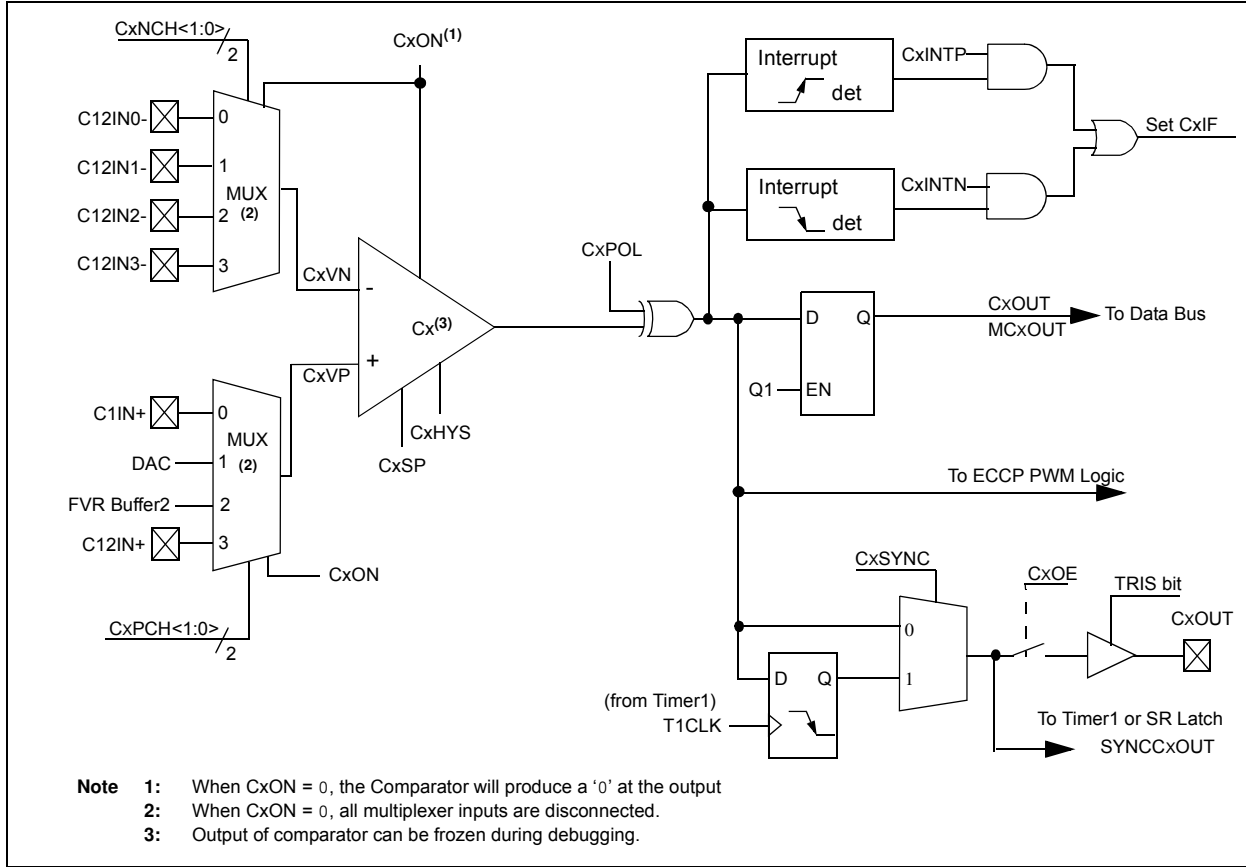 CxNCH<1:0>
2
CxON(1)
C12IN0-
C12IN1-
C12IN2-
C12IN3-
0
1
2
3
MUX
(2)
CxVN
-
Cx(3)
+
CxVP
CxHYS
CxSP
C1IN+
DAC
FVR Buffer2
C12IN+
0
1
2
3
MUX
(2)
CxON
CxPCH<1:0>
2
CxPOL
Interrupt
det
CxINTP
Interrupt
det
CxINTN
Set CxIF
D
Q
Q1
EN
CxOUT
MCxOUT
To Data Bus
To ECCP PWM Logic
CxSYNC
0
1
CxOE
TRIS bit
CxOUT
D
Q
(from Timer1)
T1CLK
To Timer1 or SR Latch
SYNCCxOUT
Note 1: When CxON = 0, the Comparator will produce a ‘0’ at the output
2: When CxON = 0, all multiplexer inputs are disconnected.
3: Output of comparator can be frozen during debugging.